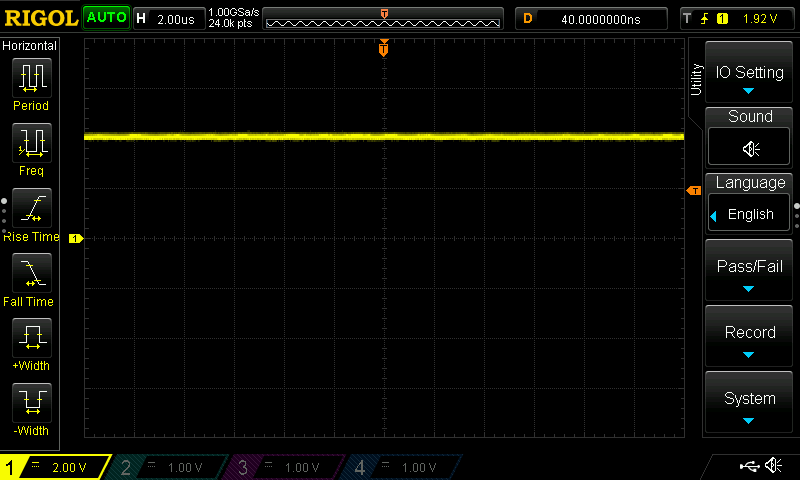 RIGOL AUTO H 2.00us 1.00GSa/s D 40.0000000ns T 1 1.92 V
24.0k pts
T
Horizontal
Period
Freq
Rise Time
Fall Time
+Width
-Width
T
1
T
Utility
IO Setting
Sound
Language
English
Pass/Fail
Record
System
1 2.00 V 2 1.00 V 3 1.00 V 4 1.00 V